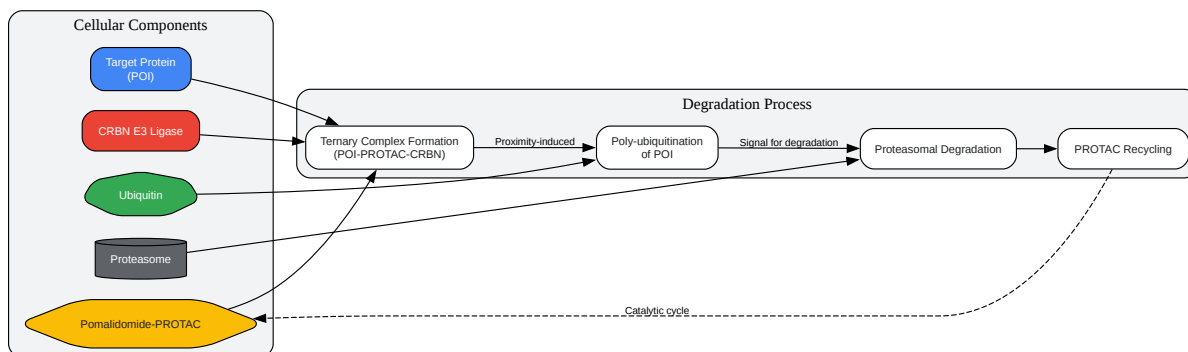 Cellular Components
Target Protein
(POI)
CRBN E3 Ligase
Ubiquitin
Proteasome
Pomalidomide-PROTAC
Degradation Process
Ternary Complex Formation
(POI-PROTAC-CRBN)
Proximity-induced
Poly-ubiquitination
of POI
Signal for degradation
Proteasomal Degradation
PROTAC Recycling
Catalytic cycle